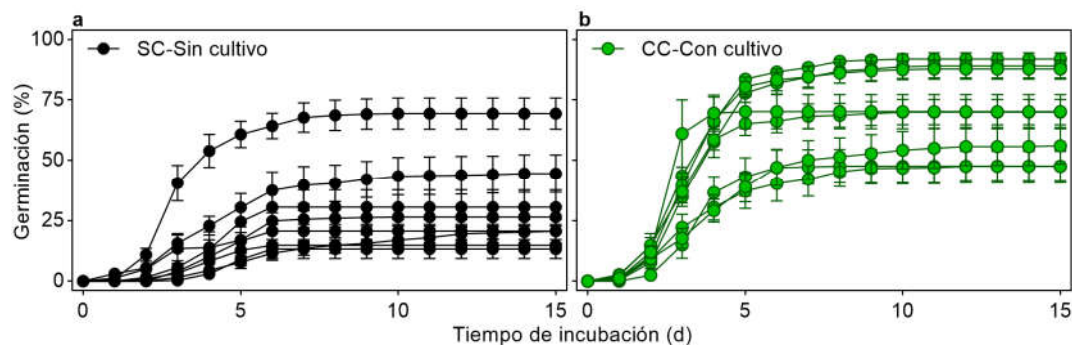 a
b
SC-Sin cultivo
CC-Con cultivo
Germinación (%)
100
75
50
25
0
0 5 10 15
0 5 10 15
Tiempo de incubación (d)